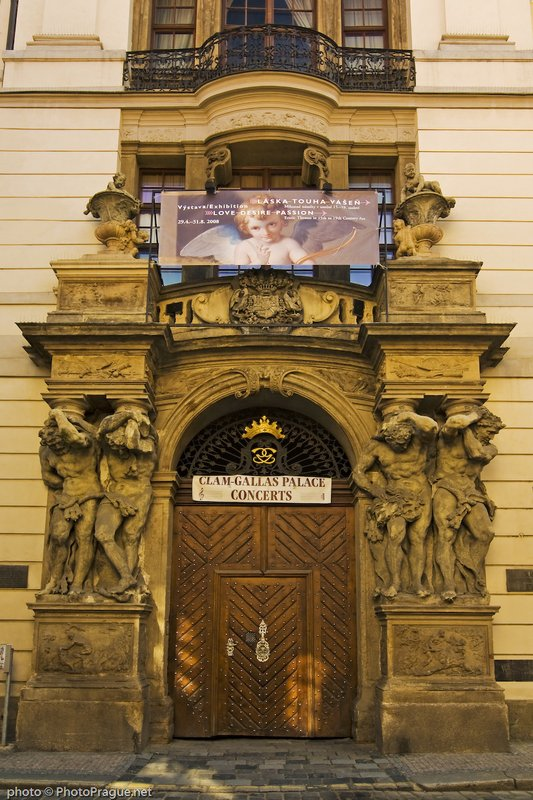 Výstava/Exhibition LÁSKA-TOUHA-VÁŠEŇ
LOVE-DESIRE-PASSION
29.4.-31.8. 2008
CLAM-GALLAS PALACE
CONCERTS
photo © PhotoPrague.net